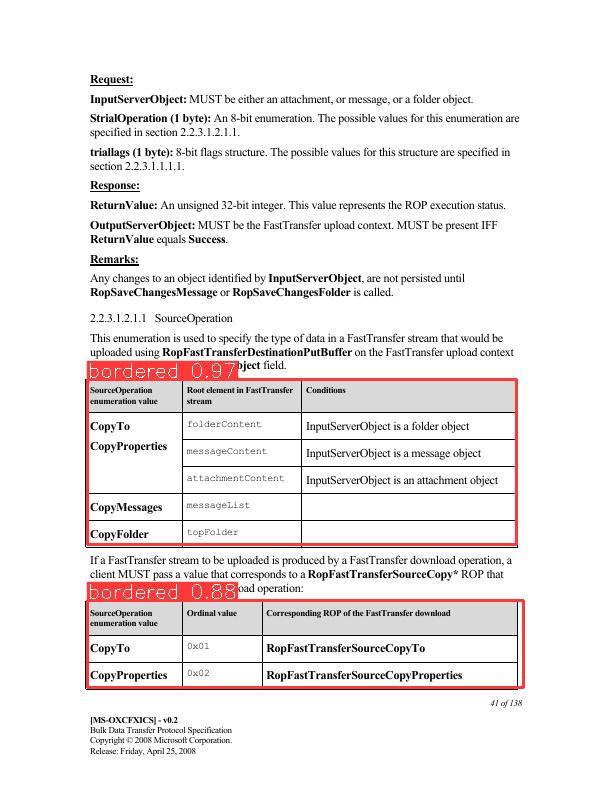 Request:
InputServerObject: MUST be either an attachment, or message, or a folder object.
StrialOperation (1 byte): An 8-bit enumeration. The possible values for this enumeration are
specified in section 2.2.3.1.2.1.1.
triallags (1 byte): 8-bit flags structure. The possible values for this structure are specified in
section 2.2.3.1.1.1.1.
Response:
ReturnValue: An unsigned 32-bit integer. This value represents the ROP execution status.
OutputServerObject: MUST be the FastTransfer upload context. MUST be present IFF
ReturnValue equals Success.
Remarks:
Any changes to an object identified by InputServerObject, are not persisted until
RopSaveChangesMessage or RopSaveChangesFolder is called.
2.2.3.1.2.1.1 SourceOperation
This enumeration is used to specify the type of data in a FastTransfer stream that would be
uploaded using RopFastTransferDestinationPutBuffer on the FastTransfer upload context
bordered 0.97 bject field.
SourceOperation enumeration value Root element in FastTransfer stream Conditions
CopyTo folderContent InputServerObject is a folder object
CopyProperties messageContent InputServerObject is a message object
attachmentContent InputServerObject is an attachment object
CopyMessages messageList
CopyFolder topFolder
If a FastTransfer stream to be uploaded is produced by a FastTransfer download operation, a
client MUST pass a value that corresponds to a RopFastTransferSourceCopy* ROP that
bordered 0.88 oad operation:
SourceOperation enumeration value Ordinal value Corresponding ROP of the FastTransfer download
CopyTo 0x01 RopFastTransferSourceCopyTo
CopyProperties 0x02 RopFastTransferSourceCopyProperties
41 of 138
[MS-OXCFXICS] - v0.2
Bulk Data Transfer Protocol Specification
Copyright © 2008 Microsoft Corporation.
Release: Friday, April 25, 2008